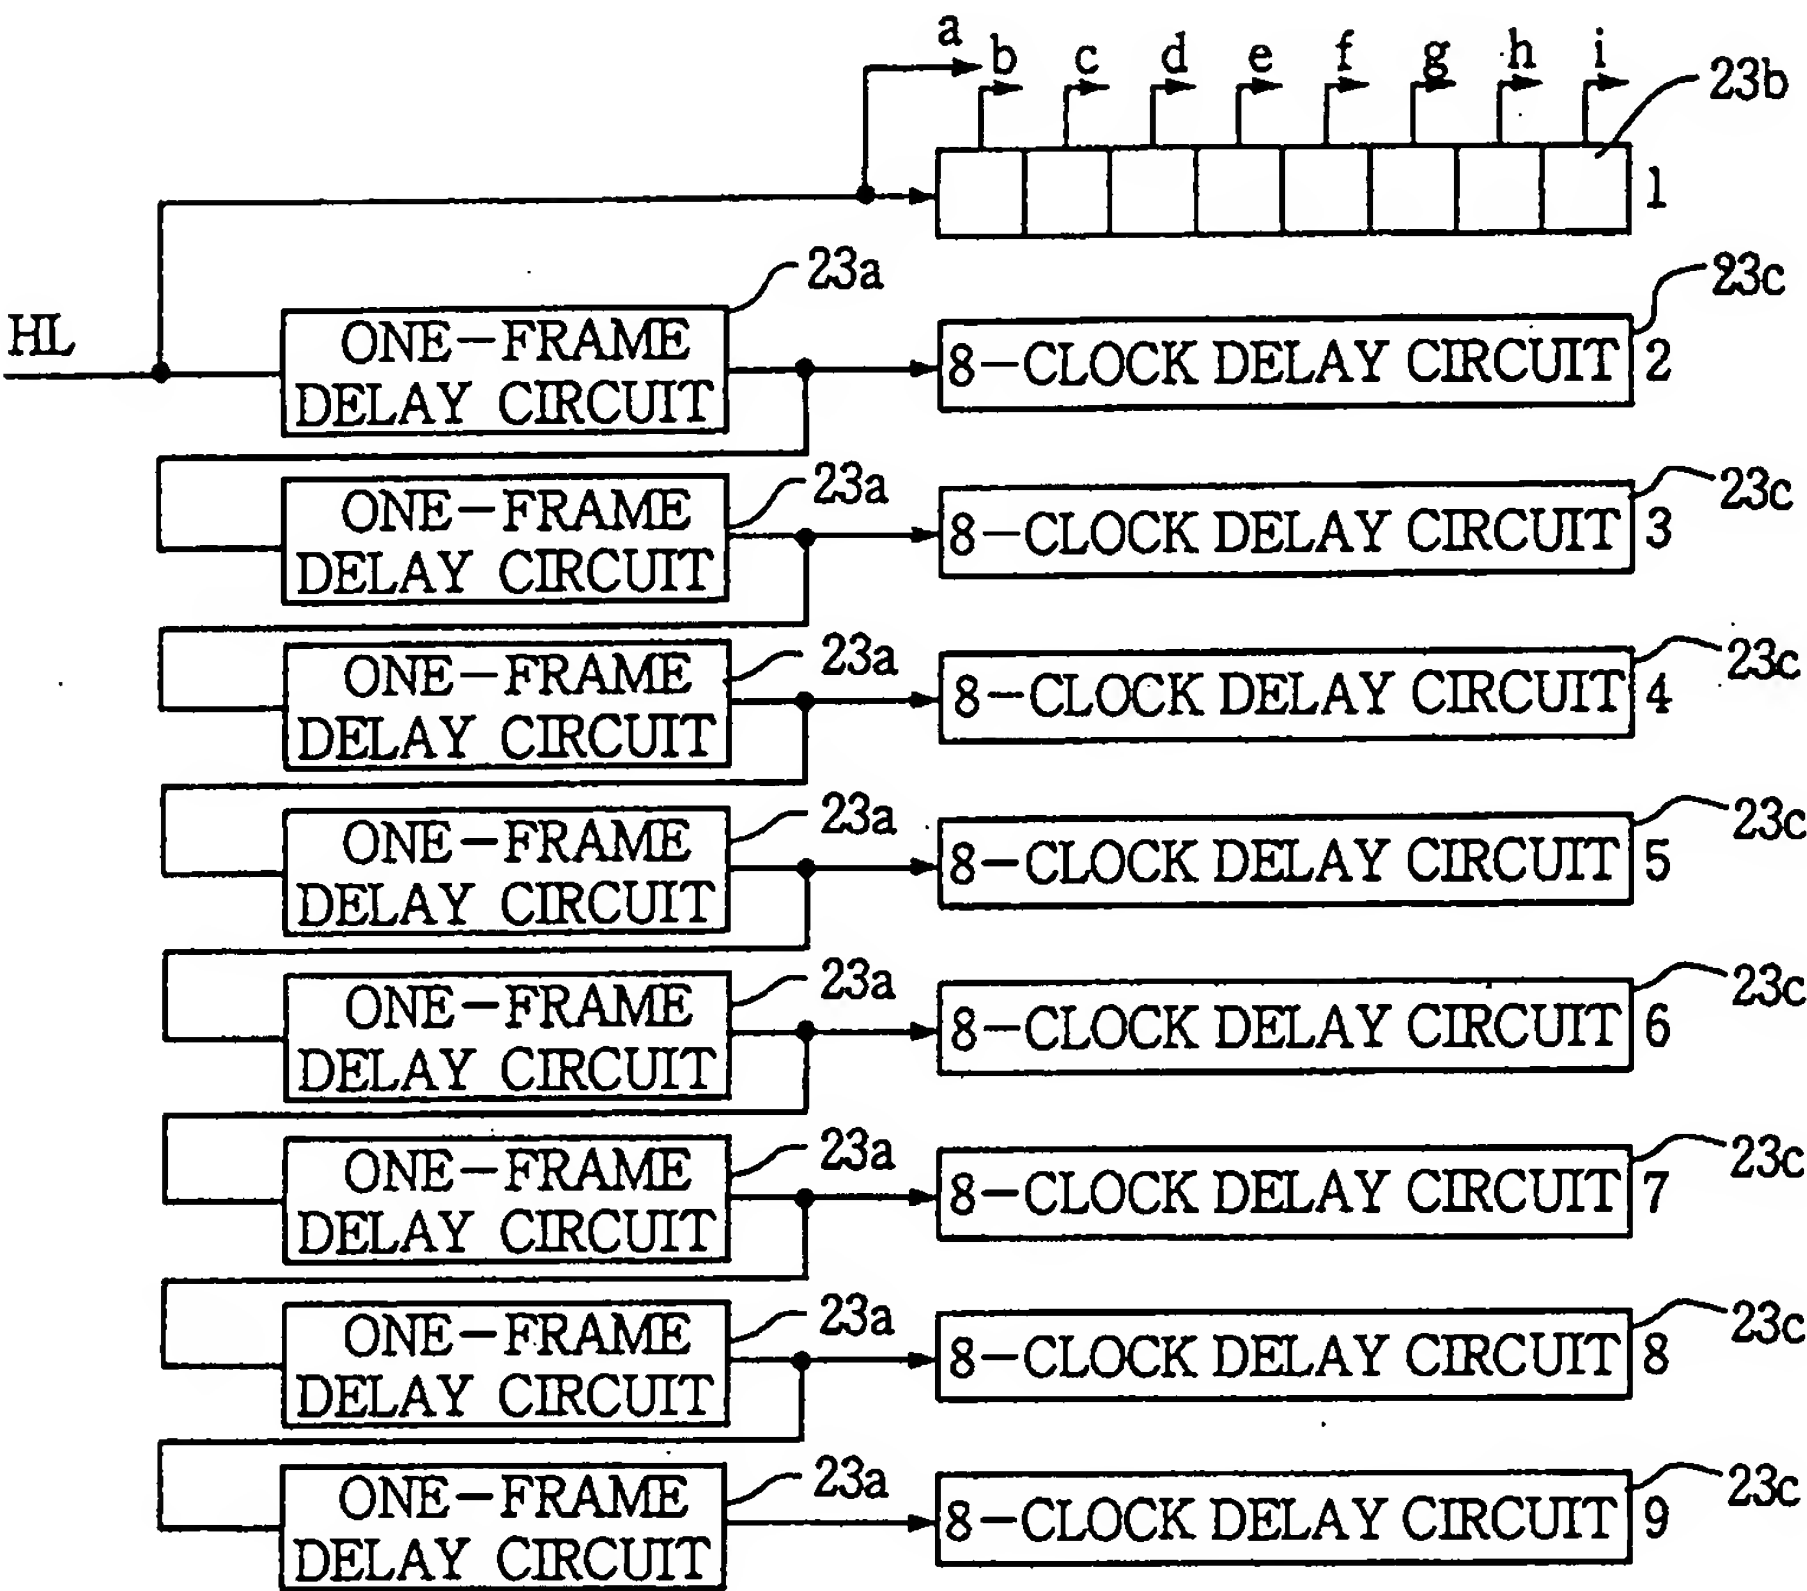 a b c d e f g h i
23b
1
23a
23c
HL
ONE-FRAME
DELAY CIRCUIT
8-CLOCK DELAY CIRCUIT 2
23a
23c
ONE-FRAME
DELAY CIRCUIT
8-CLOCK DELAY CIRCUIT 3
23a
23c
ONE-FRAME
DELAY CIRCUIT
8-CLOCK DELAY CIRCUIT 4
23a
23c
ONE-FRAME
DELAY CIRCUIT
8-CLOCK DELAY CIRCUIT 5
23a
23c
ONE-FRAME
DELAY CIRCUIT
8-CLOCK DELAY CIRCUIT 6
23a
23c
ONE-FRAME
DELAY CIRCUIT
8-CLOCK DELAY CIRCUIT 7
23a
23c
ONE-FRAME
DELAY CIRCUIT
8-CLOCK DELAY CIRCUIT 8
23a
23c
ONE-FRAME
DELAY CIRCUIT
8-CLOCK DELAY CIRCUIT 9